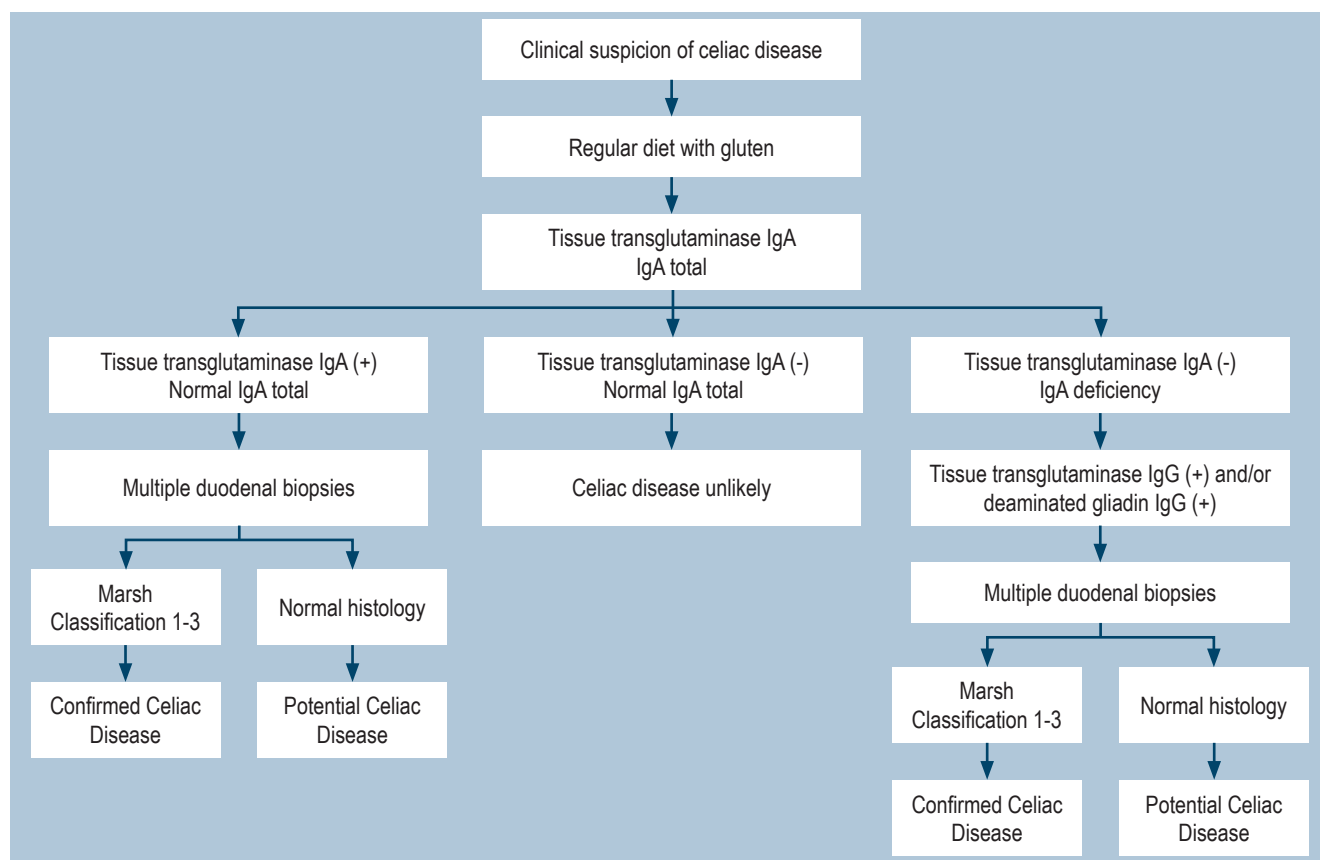 Clinical suspicion of celiac disease
Regular diet with gluten
Tissue transglutaminase IgA
IgA total
Tissue transglutaminase IgA (+)
Normal IgA total
Tissue transglutaminase IgA (-)
Normal IgA total
Tissue transglutaminase IgA (-)
IgA deficiency
Multiple duodenal biopsies
Celiac disease unlikely
Tissue transglutaminase IgG (+) and/or
deaminated gliadin IgG (+)
Marsh
Classification 1-3
Normal histology
Multiple duodenal biopsies
Confirmed Celiac
Disease
Potential Celiac
Disease
Marsh
Classification 1-3
Normal histology
Confirmed Celiac
Disease
Potential Celiac
Disease